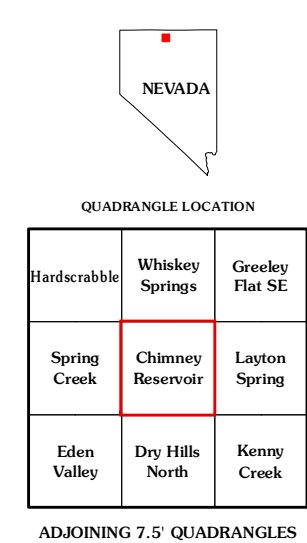 NEVADA
QUADRANGLE LOCATION
Hardscrabble
Whiskey
Springs
Greeley
Flat SE
Spring
Creek
Chimney
Reservoir
Layton
Spring
Eden
Valley
Dry Hills
North
Kenny
Creek
ADJOINING 7.5' QUADRANGLES